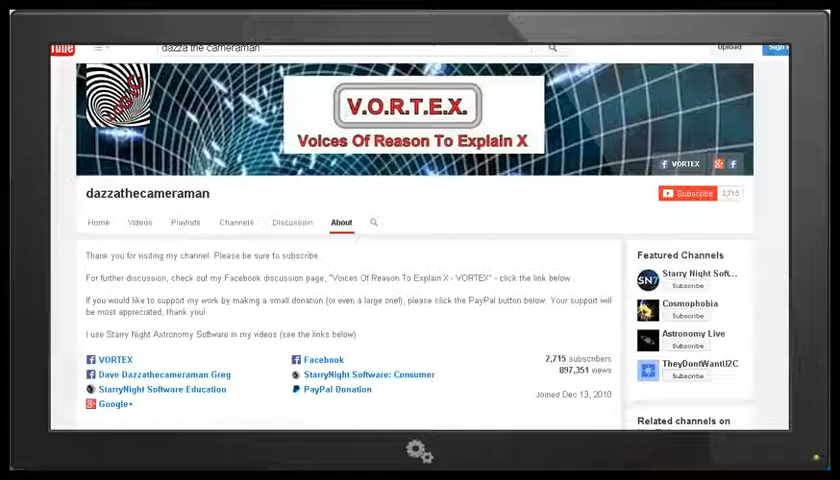 Tube
dazza the cameraman
Upload
Sign i
V.O.R.T.E.X.
Voices Of Reason To Explain X
VORTEX
dazzathecameraman
Subscribe 2,715
Home Videos Playlists Channels Discussion About
Thank you for visiting my channel. Please be sure to subscribe.
For further discussion, check out my Facebook discussion page, "Voices Of Reason To Explain X - VORTEX" - click the link below.
If you would like to support my work by making a small donation (or even a large one!), please click the PayPal button below. Your support will
be most appreciated, thank you!
I use Starry Night Astronomy Software in my videos (see the links below)
VORTEX
Facebook
Dave Dazzathecameraman Greg
StarryNight Software: Consumer
StarryNight Software Education
PayPal Donation
Google+
2,715 subscribers
897,351 views
Joined Dec 13, 2010
Featured Channels
SN7
Starry Night Soft...
Subscribe
Cosmophobia
Subscribe
Astronomy Live
Subscribe
TheyDontWantU2C
Subscribe
Related channels on